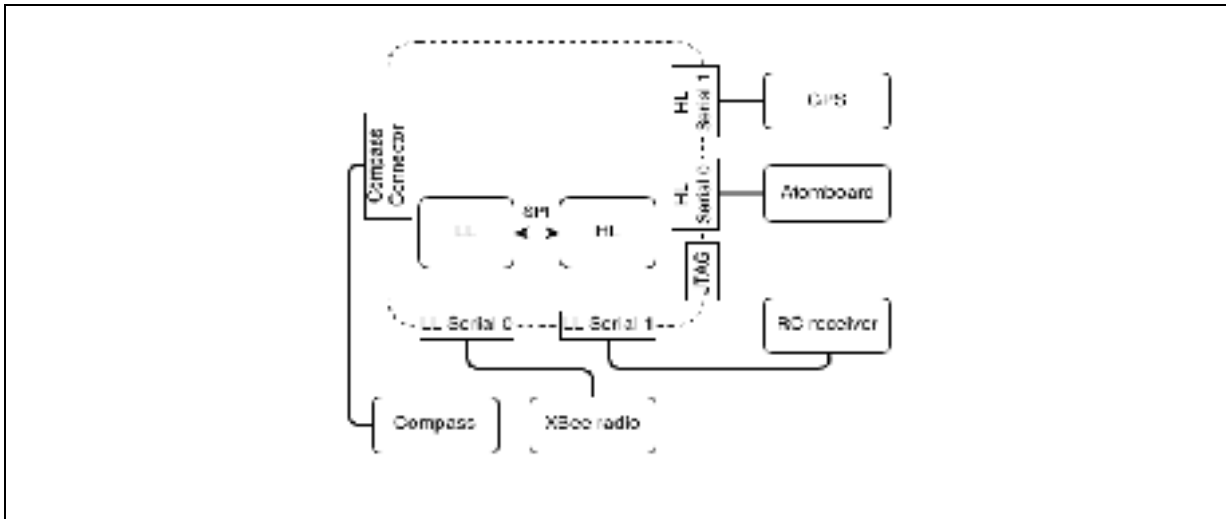 HL
Serial 1
GPS
Compass
Connector
HL
Serial 0
Atomboard
SPI
LL
HL
JTAG
LL Serial 0
LL Serial 1
RC receiver
Compass
XBee radio